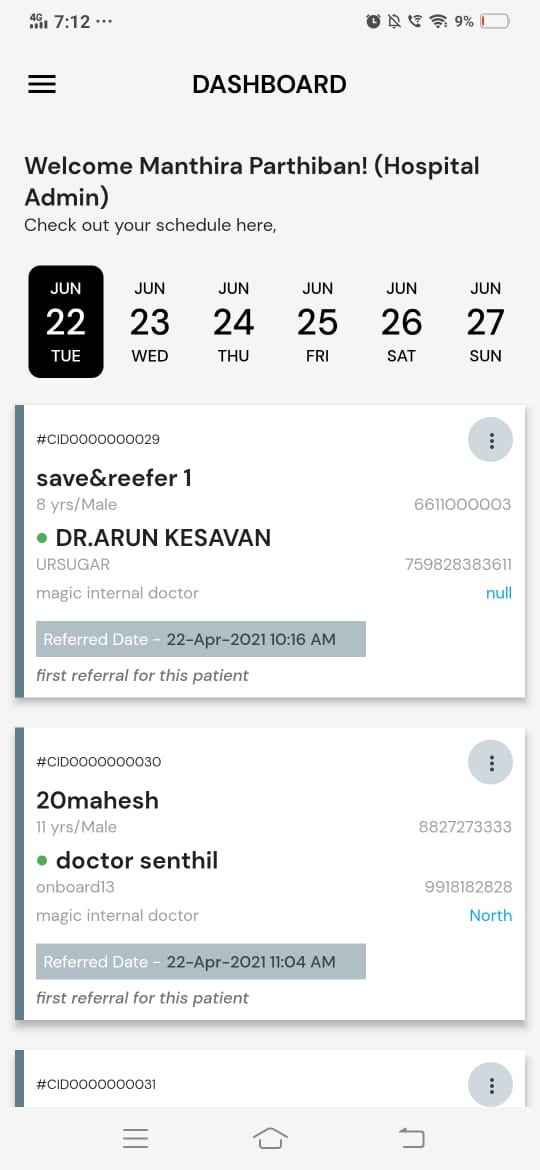 4G 7:12 ··· 9%
DASHBOARD
Welcome Manthira Parthiban! (Hospital
Admin)
Check out your schedule here,
JUN JUN JUN JUN JUN JUN
22 23 24 25 26 27
TUE WED THU FRI SAT SUN
#CID0000000029
save&reefer 1
8 yrs/Male 6611000003
DR.ARUN KESAVAN
URSUGAR 759828383611
magic internal doctor null
Referred Date - 22-Apr-2021 10:16 AM
first referral for this patient
#CID0000000030
20mahesh
11 yrs/Male 8827273333
doctor senthil
onboard13 9918182828
magic internal doctor North
Referred Date - 22-Apr-2021 11:04 AM
first referral for this patient
#CID0000000031